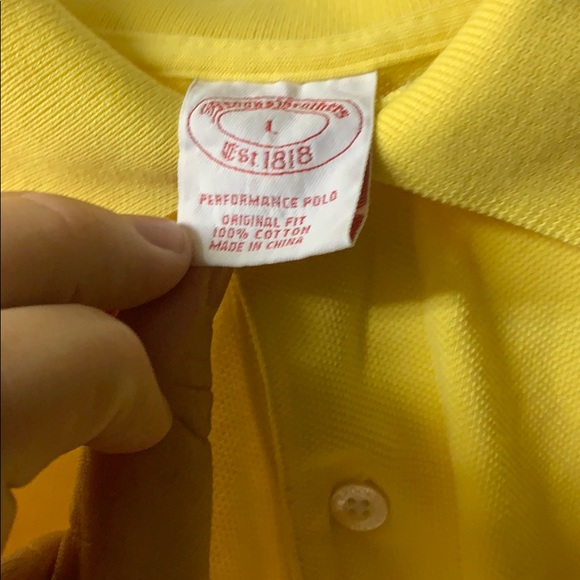 Brooks Brothers
L
Est. 1818
PERFORMANCE POLO
ORIGINAL FIT
100% COTTON
MADE IN CHINA